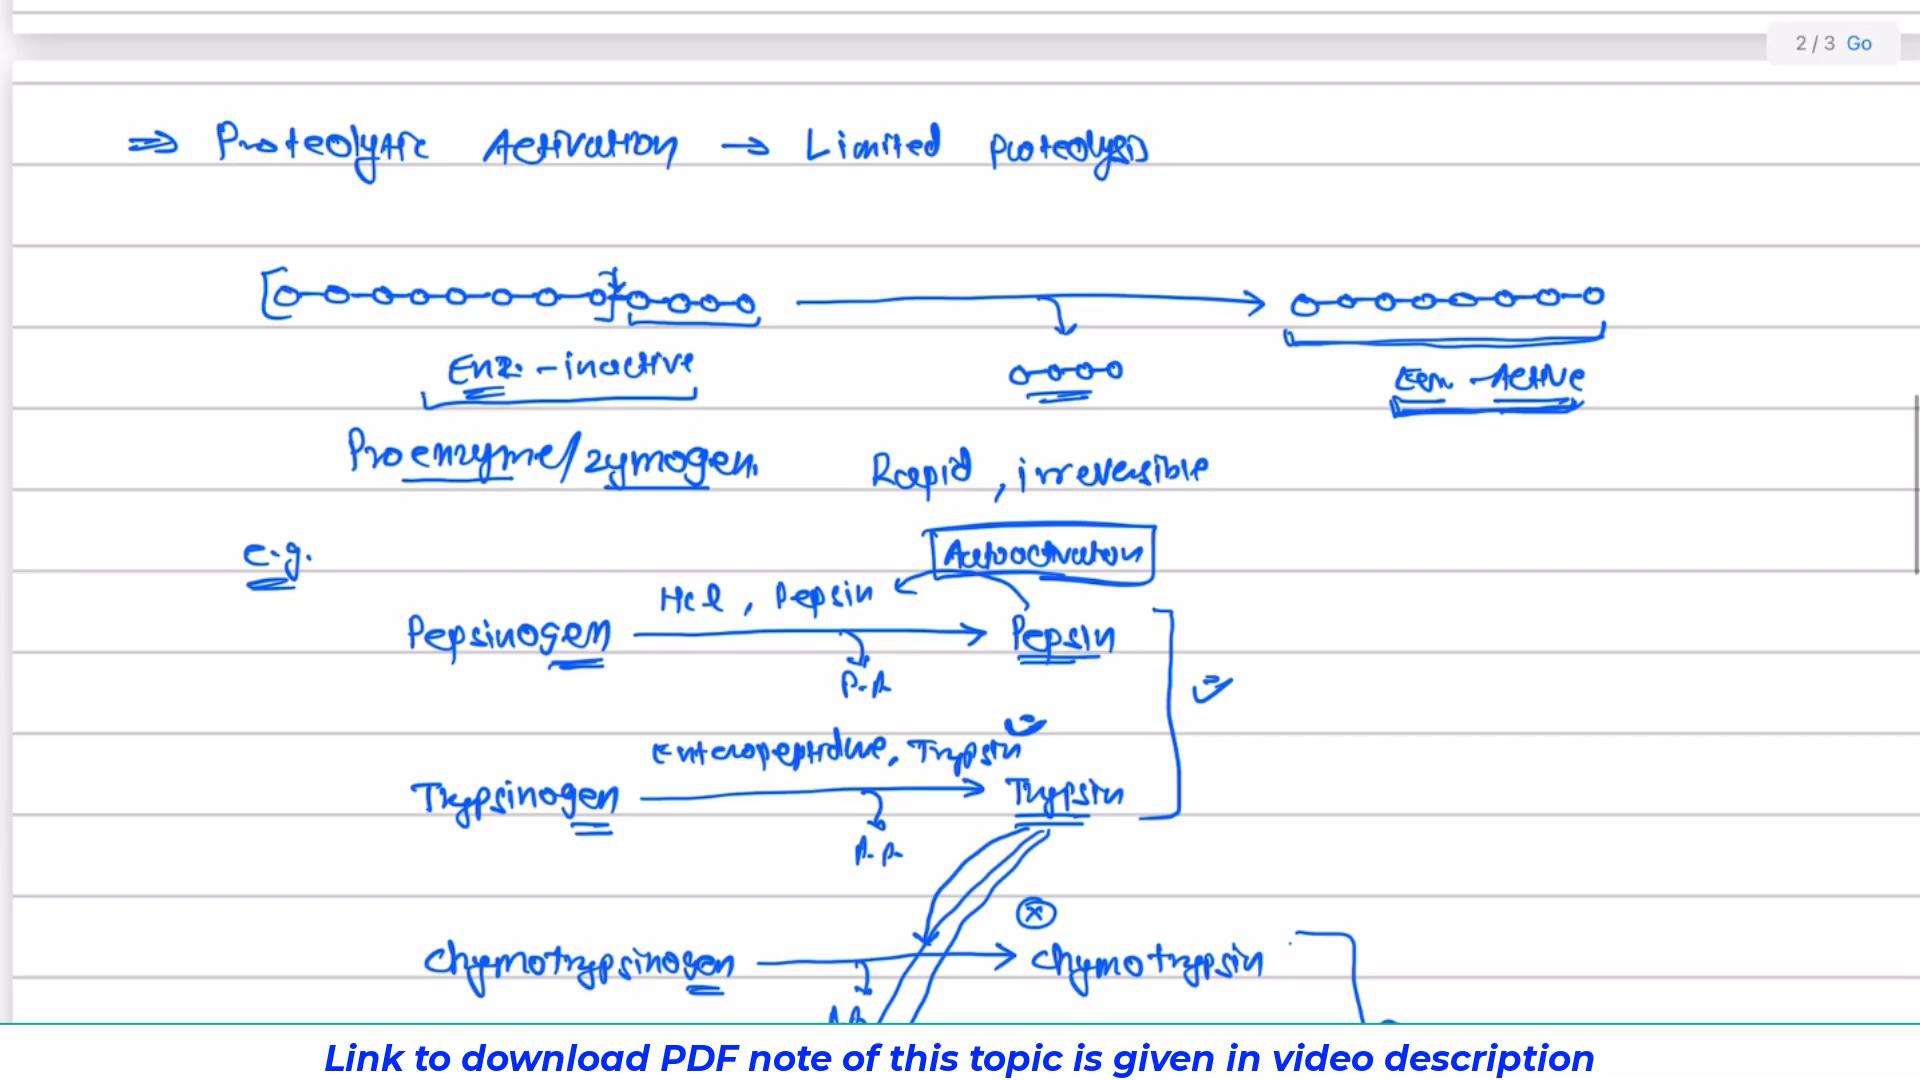 2 / 3 Go
⇒ Proteolytic Activation → Limited proteolysis
Enz. - inactive
Enz - Active
Proenzyme/zymogen.
Rapid, irreversible
e.g.
Autoactivation
HCl, Pepsin
Pepsinogen → Pepsin
P.P.
Enteropeptidase, Trypsin
Trypsinogen → Trypsin
P.P.
Chymotrypsinogen → Chymotrypsin
Link to download PDF note of this topic is given in video description